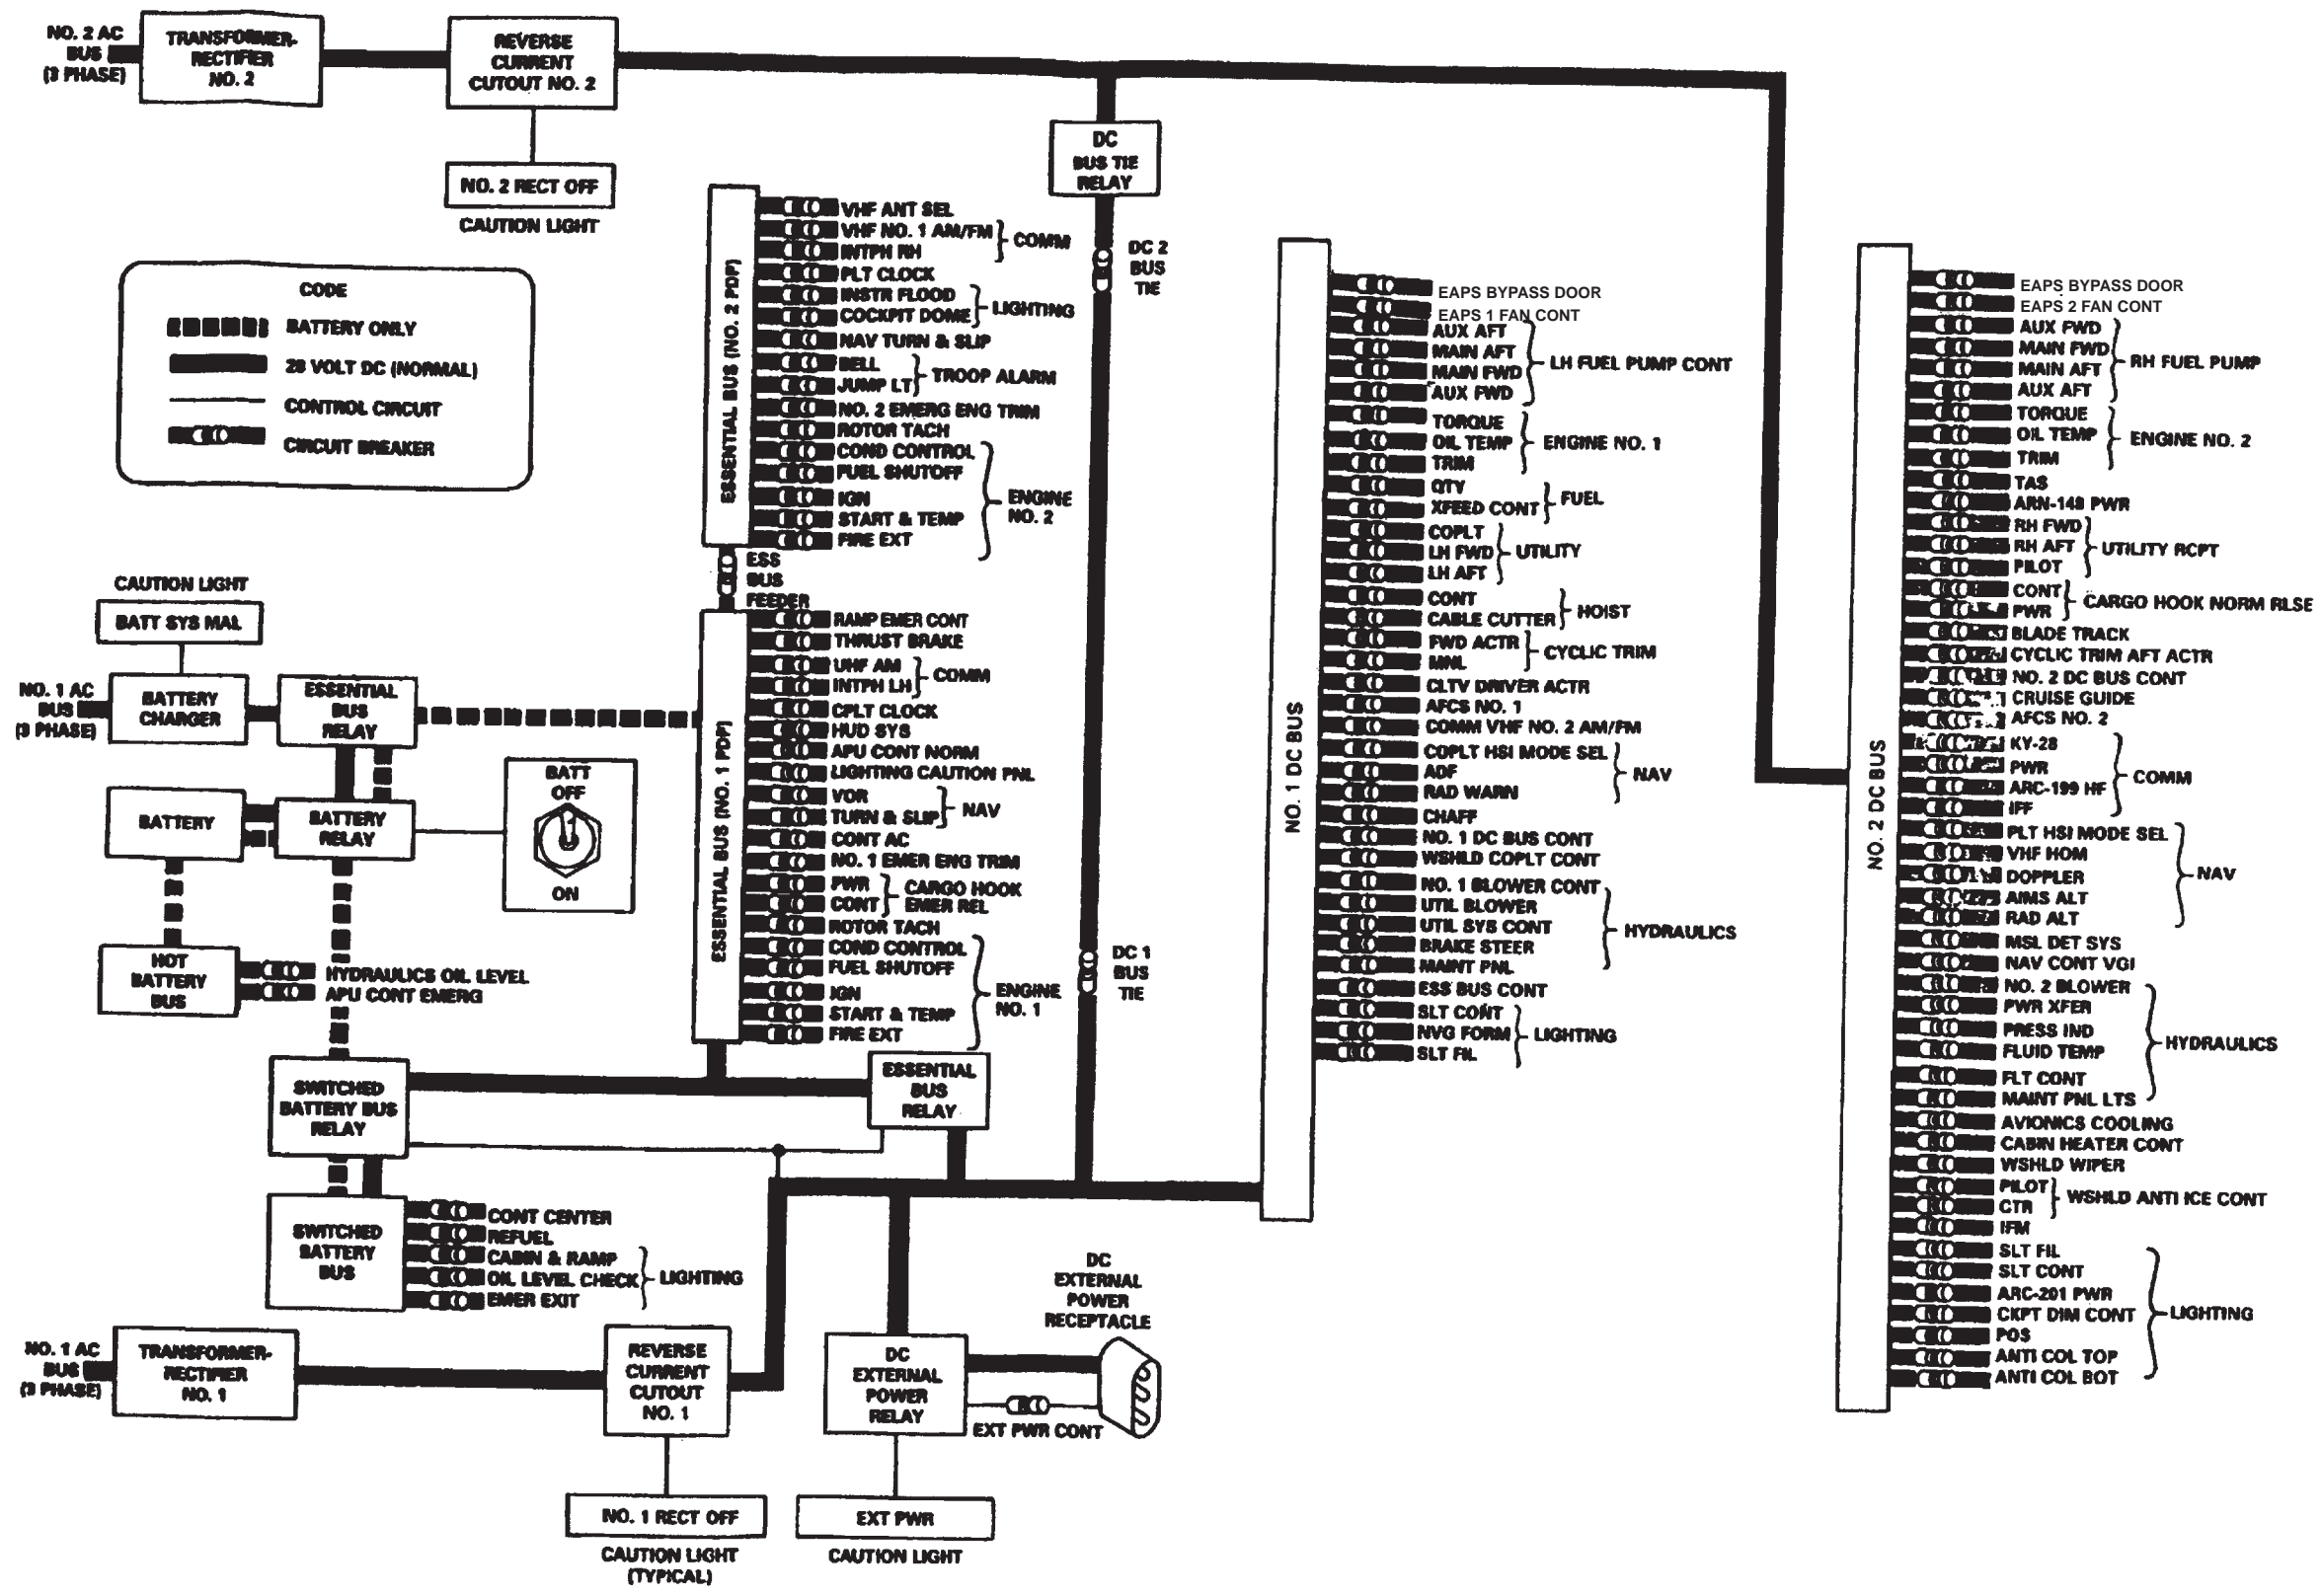 NO. 2 AC
BUS
(3 PHASE)
TRANSFORMER-
RECTIFIER
NO. 2
REVERSE
CURRENT
CUTOUT NO. 2
NO. 2 RECT OFF
CAUTION LIGHT
DC
BUS TIE
RELAY
DC 2
BUS
TIE
CODE
BATTERY ONLY
28 VOLT DC (NORMAL)
CONTROL CIRCUIT
CIRCUIT BREAKER
ESSENTIAL BUS (NO. 2 PDP)
VHF ANT SEL
VHF NO. 1 AM/FM
INTPH RH
COMM
PLT CLOCK
INSTR FLOOD
COCKPIT DOME
LIGHTING
NAV TURN & SLIP
BELL
JUMP LT
TROOP ALARM
NO. 2 EMERG ENG TRIM
ROTOR TACH
COND CONTROL
FUEL SHUTOFF
IGN
START & TEMP
FIRE EXT
ENGINE
NO. 2
ESS
BUS
FEEDER
CAUTION LIGHT
BATT SYS MAL
NO. 1 AC
BUS
(3 PHASE)
BATTERY
CHARGER
ESSENTIAL
BUS
RELAY
BATTERY
BATTERY
RELAY
BATT
OFF
ON
HOT
BATTERY
BUS
HYDRAULICS OIL LEVEL
APU CONT EMERG
ESSENTIAL BUS (NO. 1 PDP)
RAMP EMER CONT
THRUST BRAKE
UHF AM
INTPH LH
COMM
CPLT CLOCK
HUD SYS
APU CONT NORM
LIGHTING CAUTION PNL
VOR
TURN & SLIP
NAV
CONT AC
NO. 1 EMER ENG TRIM
PWR
CONT
CARGO HOOK
EMER REL
ROTOR TACH
COND CONTROL
FUEL SHUTOFF
IGN
START & TEMP
FIRE EXT
ENGINE
NO. 1
DC 1
BUS
TIE
SWITCHED
BATTERY BUS
RELAY
ESSENTIAL
BUS
RELAY
SWITCHED
BATTERY
BUS
CONT CENTER
REFUEL
CABIN & RAMP
OIL LEVEL CHECK
EMER EXIT
LIGHTING
NO. 1 AC
BUS
(3 PHASE)
TRANSFORMER-
RECTIFIER
NO. 1
REVERSE
CURRENT
CUTOUT
NO. 1
NO. 1 RECT OFF
CAUTION LIGHT
(TYPICAL)
DC
EXTERNAL
POWER
RELAY
EXT PWR
CAUTION LIGHT
DC
EXTERNAL
POWER
RECEPTACLE
EXT PWR CONT
NO. 1 DC BUS
EAPS BYPASS DOOR
EAPS 1 FAN CONT
AUX AFT
MAIN AFT
MAIN FWD
AUX FWD
LH FUEL PUMP CONT
TORQUE
OIL TEMP
TRIM
ENGINE NO. 1
QTY
XFEED CONT
FUEL
COPLT
LH FWD
LH AFT
UTILITY
CONT
CABLE CUTTER
HOIST
FWD ACTR
MNL
CYCLIC TRIM
CLTV DRIVER ACTR
AFCS NO. 1
COMM VHF NO. 2 AM/FM
COPLT HSI MODE SEL
ADF
RAD WARN
NAV
CHAFF
NO. 1 DC BUS CONT
WSHLD COPLT CONT
NO. 1 BLOWER CONT
UTIL BLOWER
UTIL SYS CONT
BRAKE STEER
MAINT PNL
HYDRAULICS
ESS BUS CONT
SLT CONT
NVG FORM
SLT FIL
LIGHTING
NO. 2 DC BUS
EAPS BYPASS DOOR
EAPS 2 FAN CONT
AUX FWD
MAIN FWD
MAIN AFT
AUX AFT
RH FUEL PUMP
TORQUE
OIL TEMP
TRIM
ENGINE NO. 2
TAS
ARN-149 PWR
RH FWD
RH AFT
PILOT
UTILITY RCPT
CONT
PWR
CARGO HOOK NORM RLSE
BLADE TRACK
CYCLIC TRIM AFT ACTR
NO. 2 DC BUS CONT
CRUISE GUIDE
AFCS NO. 2
KY-28
PWR
ARC-199 HF
IFF
COMM
PLT HSI MODE SEL
VHF HOM
DOPPLER
AIMS ALT
RAD ALT
NAV
MSL DET SYS
NAV CONT VGI
NO. 2 BLOWER
PWR XFER
PRESS IND
FLUID TEMP
FLT CONT
MAINT PNL LTS
HYDRAULICS
AVIONICS COOLING
CABIN HEATER CONT
WSHLD WIPER
PILOT
CTR
WSHLD ANTI ICE CONT
IFM
SLT FIL
SLT CONT
ARC-201 PWR
CKPT DIM CONT
POS
ANTI COL TOP
ANTI COL BOT
LIGHTING